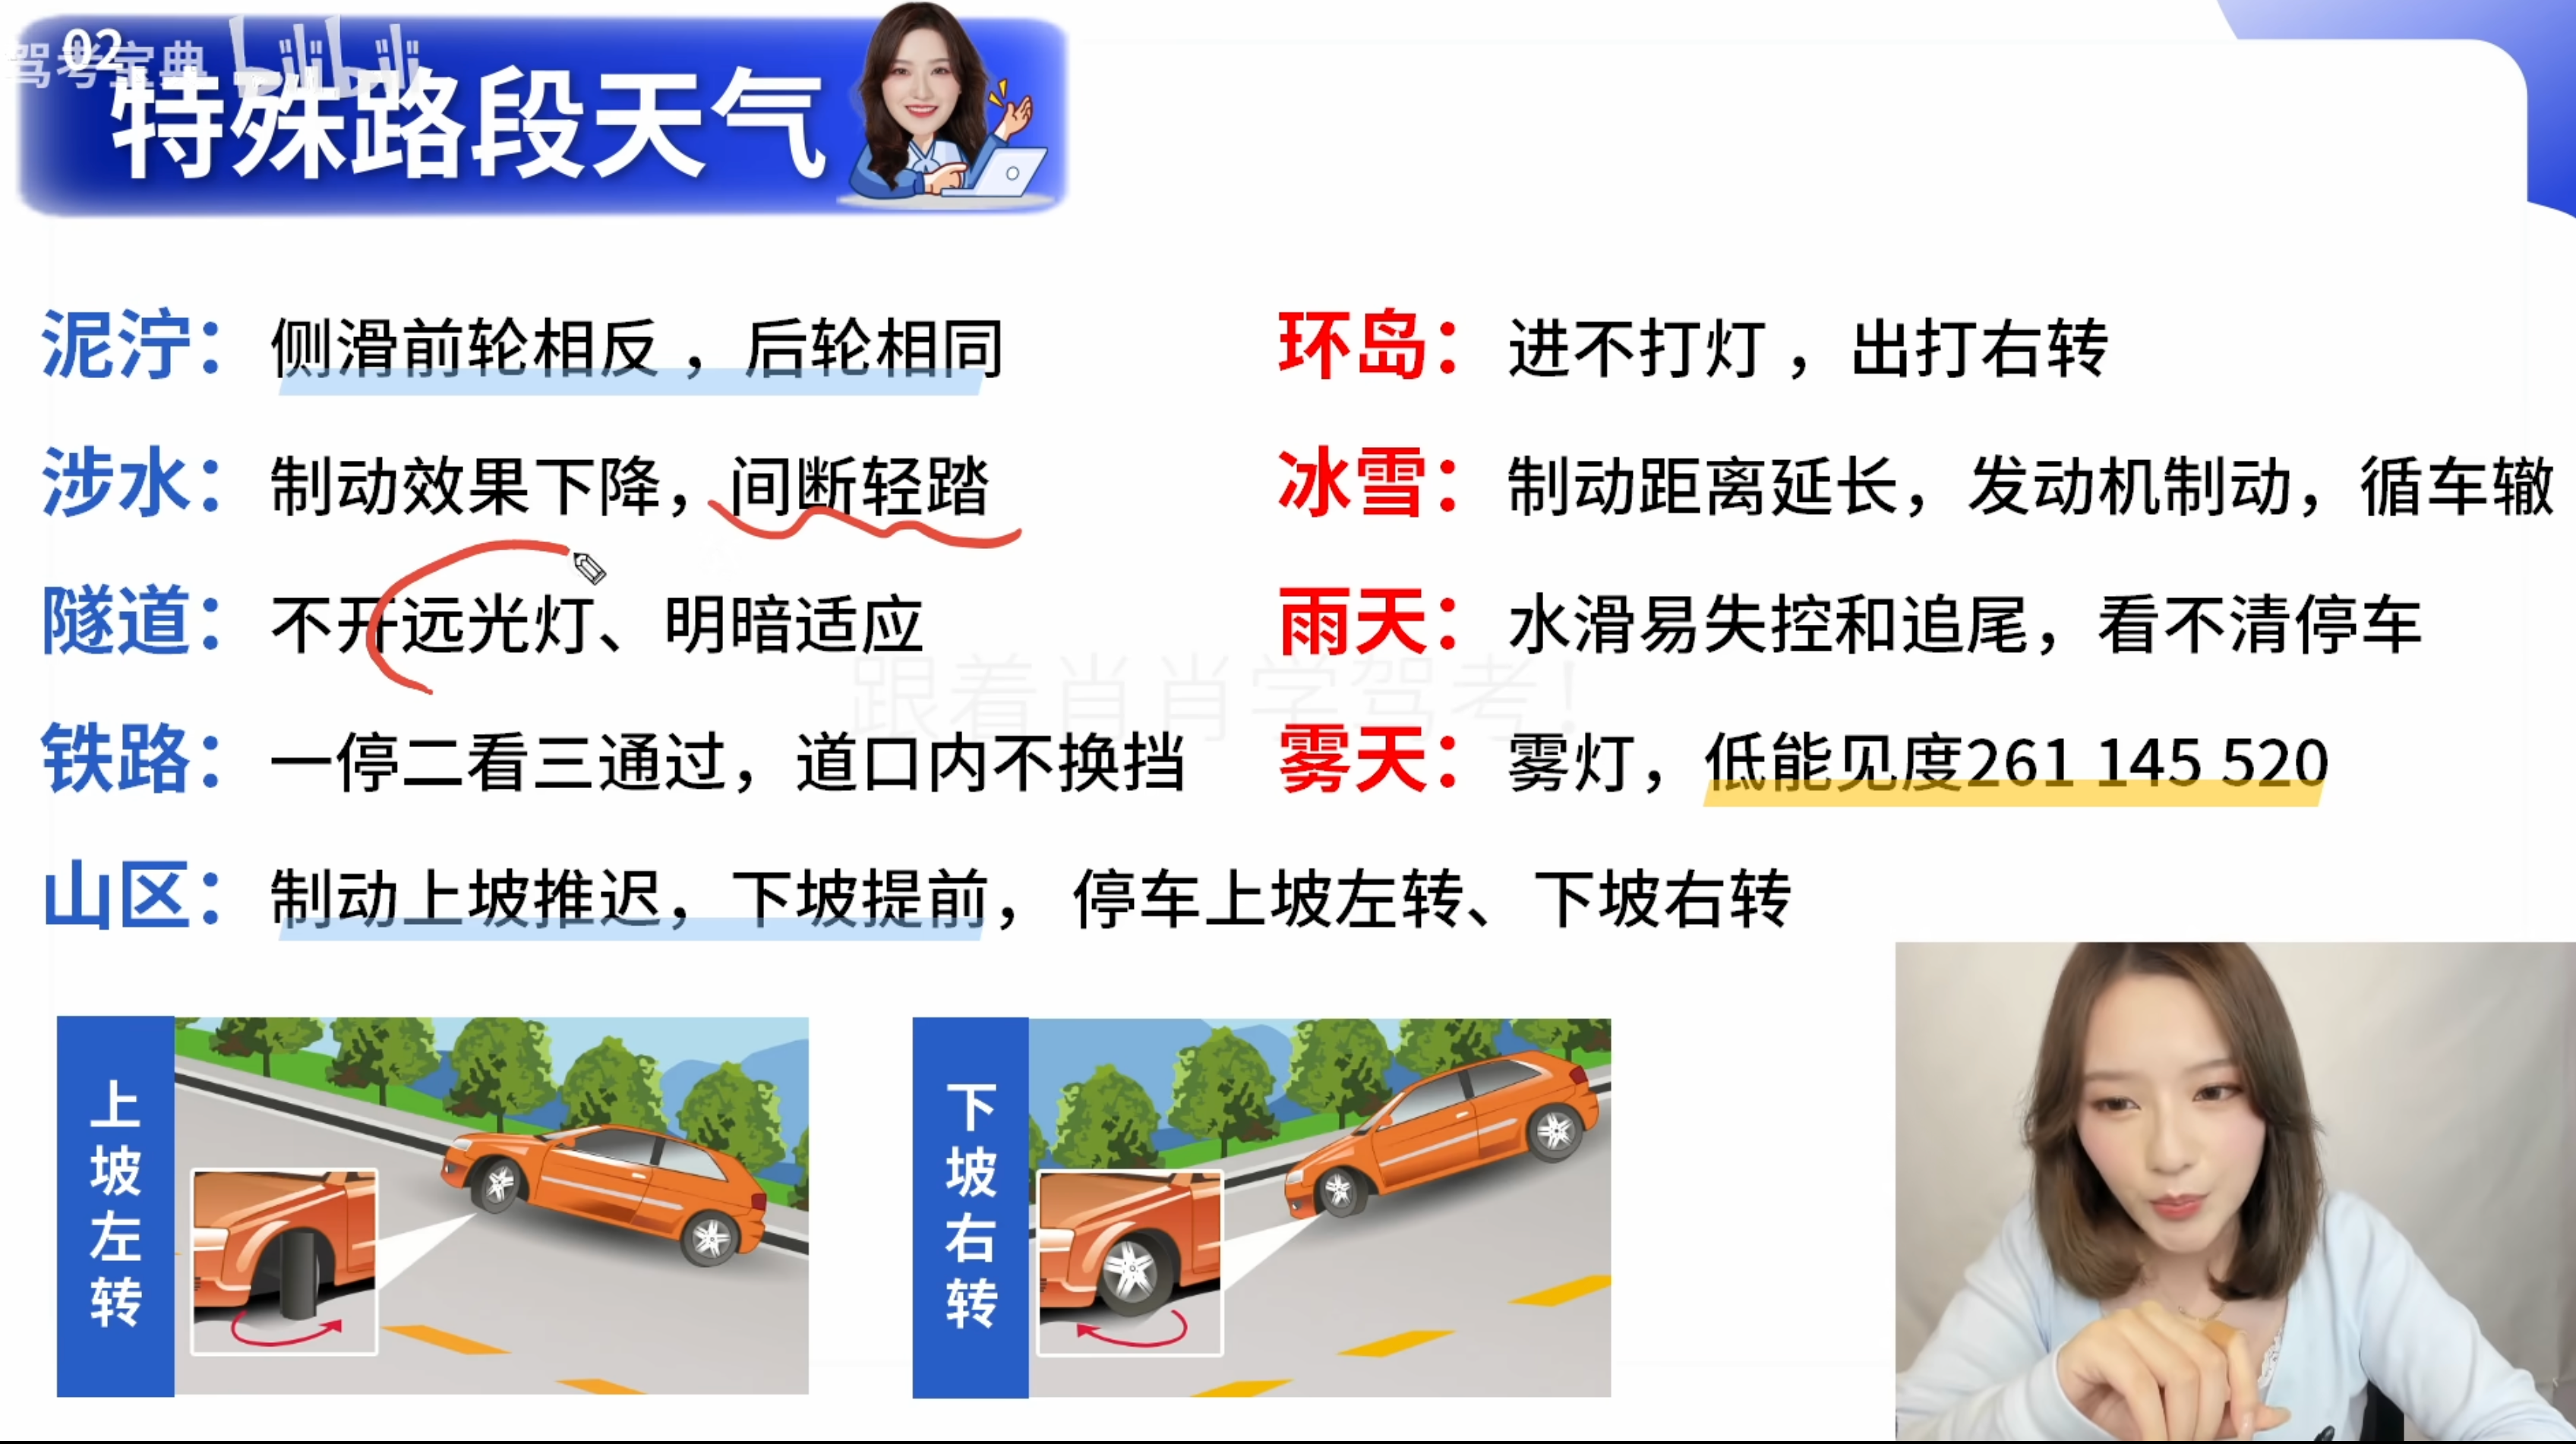 02
驾考宝典 bilibili
特殊路段天气
泥泞：侧滑前轮相反，后轮相同
涉水：制动效果下降，间断轻踏
隧道：不开远光灯、明暗适应
铁路：一停二看三通过，道口内不换挡
山区：制动上坡推迟，下坡提前， 停车上坡左转、下坡右转
环岛：进不打灯，出打右转
冰雪：制动距离延长，发动机制动，循车辙
雨天：水滑易失控和追尾，看不清停车
雾天：雾灯，低能见度261 145 520
跟着肖肖学驾考！
上坡左转
下坡右转